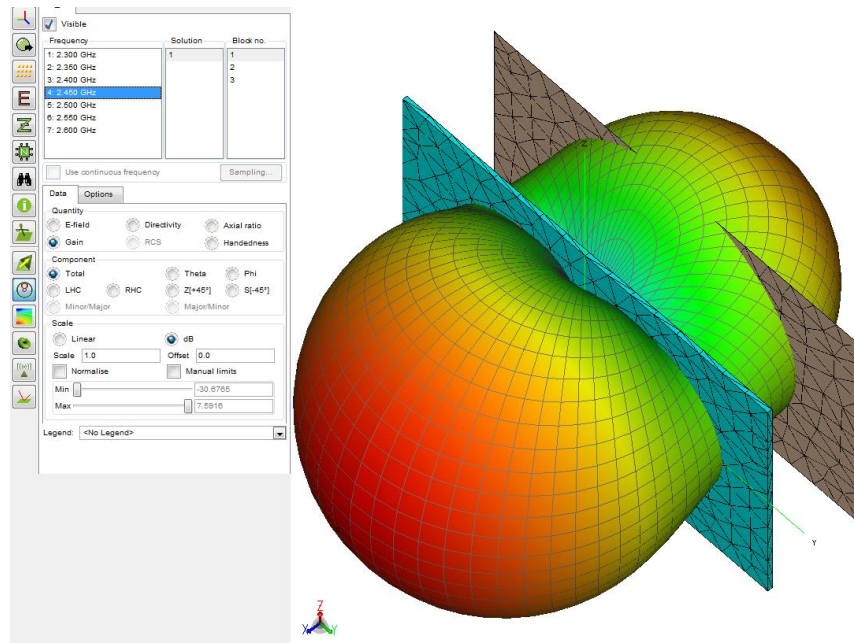 Visible
Frequency
Solution
Block no.
1: 2.300 GHz
2: 2.350 GHz
3: 2.400 GHz
4: 2.450 GHz
5: 2.500 GHz
6: 2.550 GHz
7: 2.600 GHz
1
1
2
3
Use continuous frequency
Sampling...
Data
Options
Quantity
E-field
Directivity
Axial ratio
Gain
RCS
Handedness
Component
Total
Theta
Phi
LHC
RHC
Z[+45°]
S[-45°]
Minor/Major
Major/Minor
Scale
Linear
dB
Scale 1.0
Offset 0.0
Normalise
Manual limits
Min -30.6765
Max 7.5916
Legend: <No Legend>
E
Z
N
Z
Y
Z
X
Y